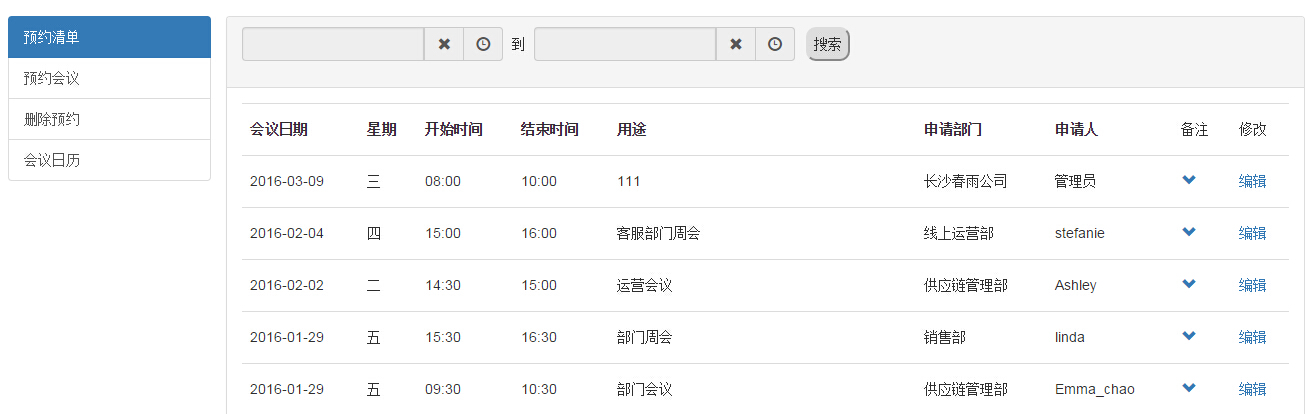 预约清单
预约会议
删除预约
会议日历
到 搜索
会议日期 星期 开始时间 结束时间 用途 申请部门 申请人 备注 修改
2016-03-09 三 08:00 10:00 111 长沙春雨公司 管理员 编辑
2016-02-04 四 15:00 16:00 客服部门周会 线上运营部 stefanie 编辑
2016-02-02 二 14:30 15:00 运营会议 供应链管理部 Ashley 编辑
2016-01-29 五 15:30 16:30 部门周会 销售部 linda 编辑
2016-01-29 五 09:30 10:30 部门会议 供应链管理部 Emma_chao 编辑